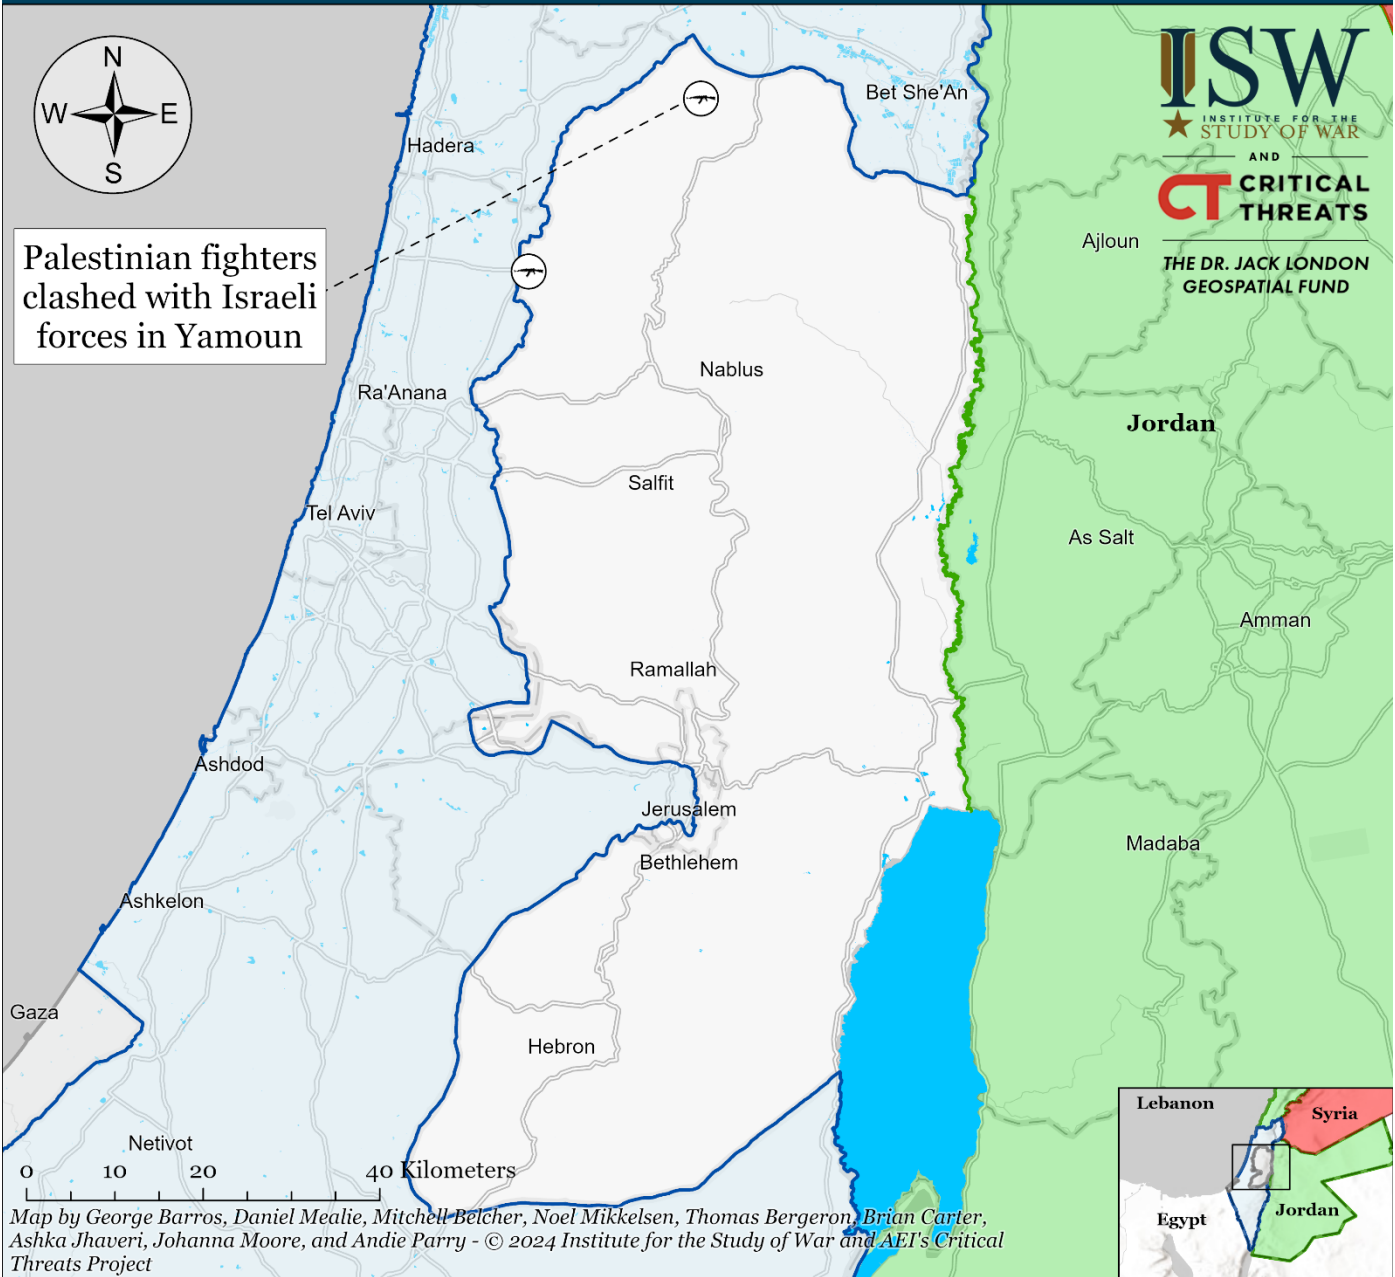 N
W
E
S
Palestinian fighters
clashed with Israeli
forces in Yamoun
ISW
INSTITUTE FOR THE
STUDY OF WAR
AND
CT CRITICAL
THREATS
THE DR. JACK LONDON
GEOSPATIAL FUND
Bet She'An
Hadera
Ajloun
Nablus
Ra'Anana
Jordan
Salfit
Tel Aviv
As Salt
Amman
Ramallah
Ashdod
Jerusalem
Madaba
Bethlehem
Ashkelon
Gaza
Hebron
Netivot
0 10 20 40 Kilometers
Lebanon
Syria
Egypt
Jordan
Map by George Barros, Daniel Mealie, Mitchell Belcher, Noel Mikkelsen, Thomas Bergeron, Brian Carter,
Ashka Jhaveri, Johanna Moore, and Andie Parry - © 2024 Institute for the Study of War and AEI's Critical
Threats Project